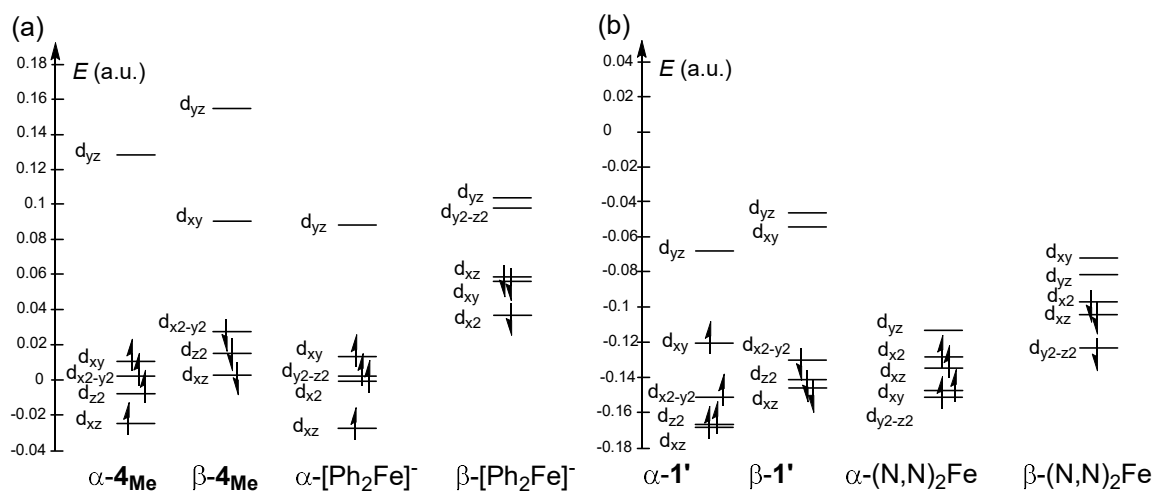 (a)
E (a.u.)
0.18
0.16
0.14
0.12
0.1
0.08
0.06
0.04
0.02
0
-0.02
-0.04
dyz
dxy
dx2-y2
dz2
dxz
α-4Me
dyz
dxy
dx2-y2
dz2
dxz
β-4Me
dyz
dxy
dy2-z2
dx2
dxz
α-[Ph2Fe]-
dyz
dy2-z2
dxz
dxy
dx2
β-[Ph2Fe]-
(b)
E (a.u.)
0.04
0.02
0
-0.02
-0.04
-0.06
-0.08
-0.1
-0.12
-0.14
-0.16
-0.18
dyz
dxy
dx2-y2
dz2
dxz
α-1'
dyz
dxy
dx2-y2
dz2
dxz
β-1'
dyz
dx2
dxz
dxy
dy2-z2
α-(N,N)2Fe
dxy
dyz
dx2
dxz
dy2-z2
β-(N,N)2Fe